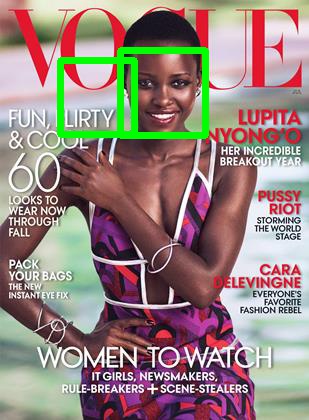 VOGUE
JUL
FUN, FLIRTY
& COOL
60
LOOKS TO
WEAR NOW
THROUGH
FALL
PACK
YOUR BAGS
THE NEW
INSTANT EYE FIX
LUPITA
NYONG'O
HER INCREDIBLE
BREAKOUT YEAR
PUSSY
RIOT
STORMING
THE WORLD
STAGE
CARA
DELEVINGNE
EVERYONE'S
FAVORITE
FASHION REBEL
WOMEN TO WATCH
IT GIRLS, NEWSMAKERS,
RULE-BREAKERS + SCENE-STEALERS